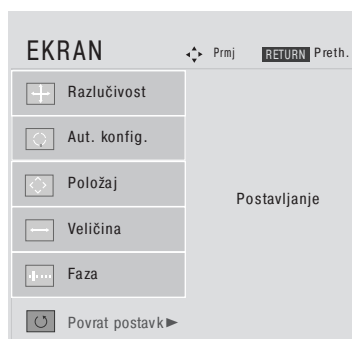 EKRAN Prmj RETURN Preth.
Razlučivost
Aut. konfig.
Položaj
Postavljanje
Veličina
Faza
Povrat postavk